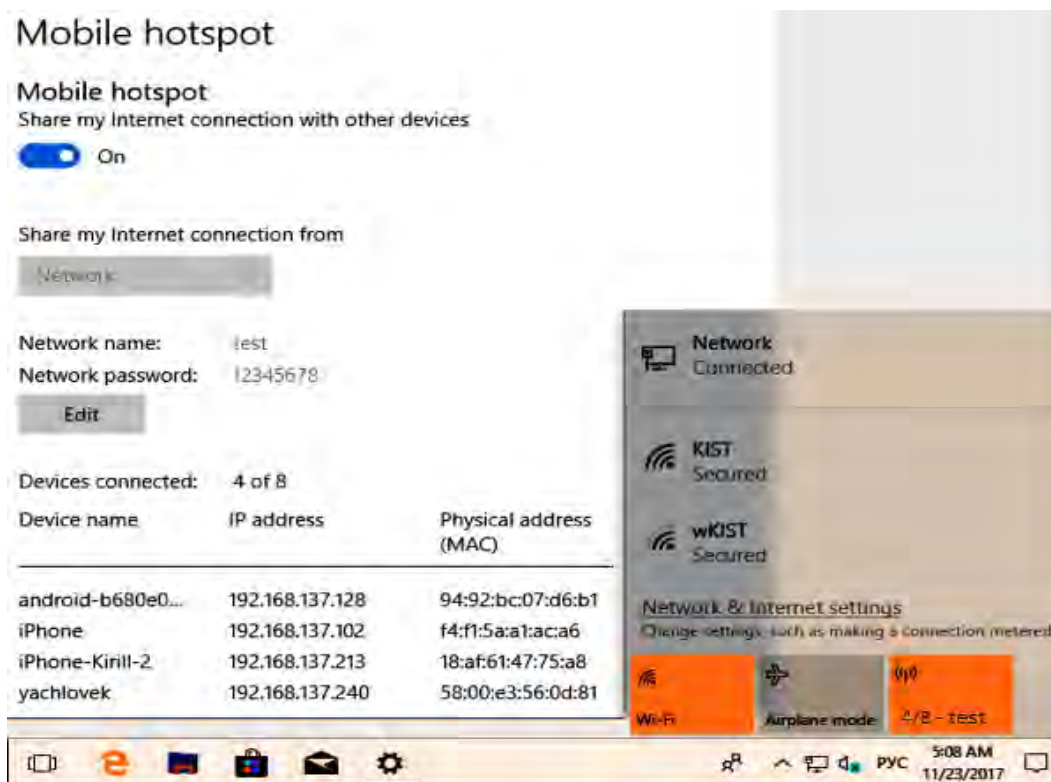 Mobile hotspot
Mobile hotspot
Share my Internet connection with other devices
On
Share my Internet connection from
Network
Network name: test
Network password: 12345678
Edit
Devices connected: 4 of 8
Device name IP address Physical address
(MAC)
android-b680e0... 192.168.137.128 94:92:bc:07:d6:b1
iPhone 192.168.137.102 f4:f1:5a:a1:ac:a6
iPhone-Kirill-2 192.168.137.213 18:af:61:47:75:a8
yachlovek 192.168.137.240 58:00:e3:56:0d:81
Network
Connected
KIST
Secured
wKIST
Secured
Network & Internet settings
Change settings, such as making a connection metered
Wi-Fi
Airplane mode
4/8 - test
РУС
5:08 AM
11/23/2017